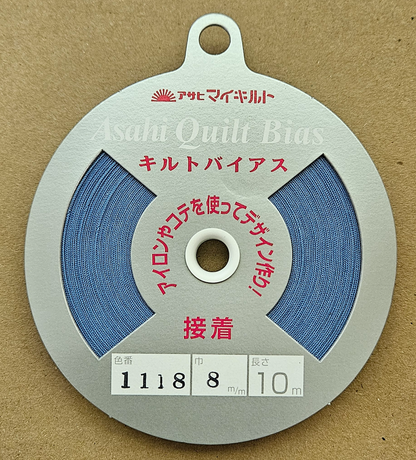 アサヒマイキルト
Asahi Quilt Bias
キルトバイアス
アイロンやコテを使ってデザイン作り！
接着
色番 巾 長さ
1118 8 m/m 10m